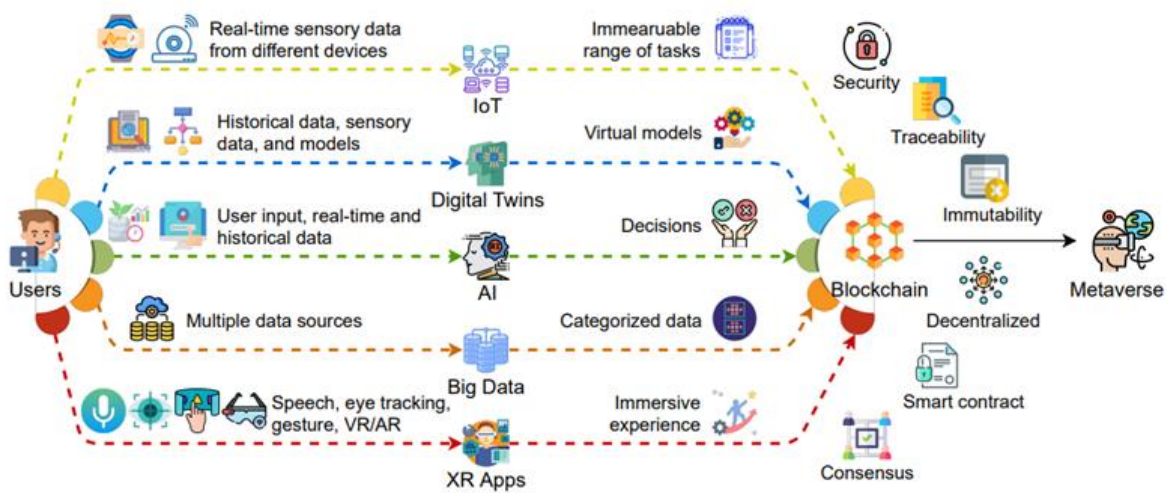 Real-time sensory data
from different devices
IoT
Immearuable
range of tasks
Security
Traceability
Historical data, sensory
data, and models
Digital Twins
Virtual models
Immutability
Users
User input, real-time and
historical data
AI
Decisions
Blockchain
Metaverse
Decentralized
Multiple data sources
Big Data
Categorized data
Smart contract
Speech, eye tracking,
gesture, VR/AR
XR Apps
Immersive
experience
Consensus